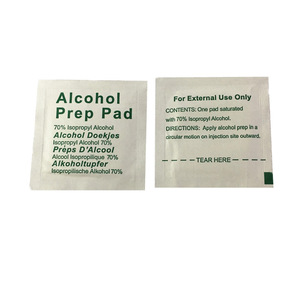 Alcohol
Prep Pad
70% Isopropyl Alcohol
Alcohol Doekjes
Isopropyl Alcohol 70%
Préps D'Alcool
Alcool Isopropilique 70%
Alkoholtupfer
Isopropilische Alkohol 70%
For External Use Only
CONTENTS: One pad saturated
with 70% Isopropyl Alcohol.
DIRECTIONS: Apply alcohol prep in a
circular motion on injection site outward,
TEAR HERE